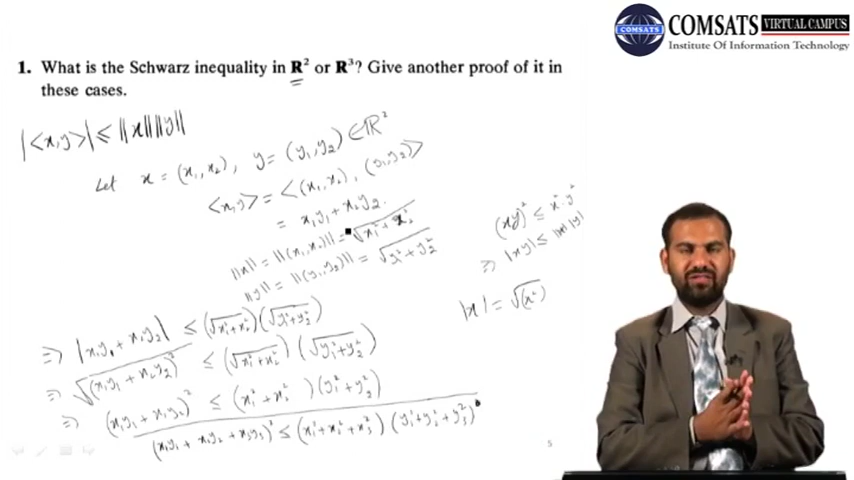 COMSATS VIRTUAL CAMPUS
Institute Of Information Technology
1. What is the Schwarz inequality in R² or R³? Give another proof of it in
these cases.
|<x,y>| ≤ ||x|| ||y||
Let x = (x₁, x₂), y = (y₁, y₂) ∈ ℝ²
<x,y> = <(x₁, x₂), (y₁, y₂)>
= x₁y₁ + x₂y₂.
||x|| = ||(x₁, x₂)|| = √(x₁² + x₂²)
||y|| = ||(y₁, y₂)|| = √(y₁² + y₂²)
(xy)² ≤ x² · y²
⇒ |xy| ≤ |x| |y|
|x| = √(x²)
⇒ |x₁y₁ + x₂y₂| ≤ (√(x₁² + x₂²)) (√(y₁² + y₂²))
⇒ √((x₁y₁ + x₂y₂)²) ≤ (√(x₁² + x₂²)) (√(y₁² + y₂²))
⇒ (x₁y₁ + x₂y₂)² ≤ (x₁² + x₂²) (y₁² + y₂²)
(x₁y₁ + x₂y₂ + x₃y₃)² ≤ (x₁² + x₂² + x₃²) (y₁² + y₂² + y₃²)
5